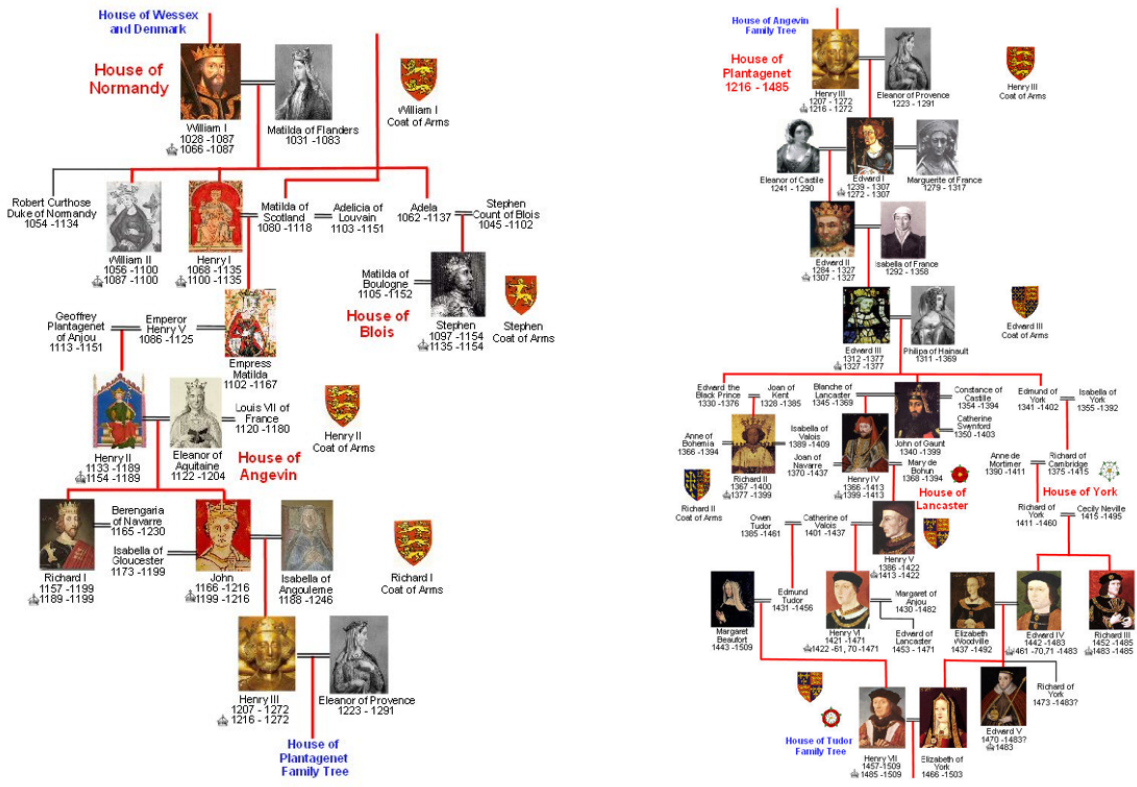 House of Wessex
and Denmark
House of
Normandy
William I
1028 -1087
1066 -1087
Matilda of Flanders
1031 -1083
William I
Coat of Arms
Robert Curthose
Duke of Normandy
1054 -1134
William II
1056 -1100
1087 -1100
Henry I
1068 -1135
1100 -1135
Matilda of
Scotland
1080 -1118
Adelicia of
Louvain
1103 -1151
Adela
1062 -1137
Stephen
Count of Blois
1045 -1102
Matilda of
Boulogne
1105 -1152
House of
Blois
Stephen
1097 -1154
1135 -1154
Stephen
Coat of Arms
Geoffrey
Plantagenet
of Anjou
1113 -1151
Emperor
Henry V
1086 -1125
Empress
Matilda
1102 -1167
Henry II
1133 -1189
1154 -1189
Eleanor of
Aquitaine
1122 -1204
Louis VII of
France
1120 -1180
Henry II
Coat of Arms
House of
Angevin
Richard I
1157 -1199
1189 -1199
Berengaria
of Navarre
1165 -1230
Isabella of
Gloucester
1173 -1199
John
1166 -1216
1199 -1216
Isabella of
Angouleme
1188 -1246
Richard I
Coat of Arms
Henry III
1207 - 1272
1216 - 1272
Eleanor of Provence
1223 - 1291
House of
Plantagenet
Family Tree
House of Angevin
Family Tree
House of
Plantagenet
1216 - 1485
Henry III
1207 - 1272
1216 - 1272
Eleanor of Provence
1223 - 1291
Henry III
Coat of Arms
Eleanor of Castile
1241 - 1290
Edward I
1239 - 1307
1272 - 1307
Marguerite of France
1279 - 1317
Edward II
1284 - 1327
1307 - 1327
Isabella of France
1292 - 1358
Edward III
1312 -1377
1327 -1377
Philipa of Hainault
1311 -1369
Edward III
Coat of Arms
Edward the
Black Prince
1330 -1376
Joan of
Kent
1328 -1385
Blanche of
Lancaster
1345 -1369
John of Gaunt
1340 -1399
Constance of
Castille
1354 -1394
Catherine
Swynford
1350 -1403
Edmund of
York
1341 -1402
Isabella of
York
1355 -1392
Anne of
Bohemia
1366 -1394
Richard II
1367 -1400
1377 -1399
Isabella of
Valois
1389 -1409
Joan of
Navarre
1370 -1437
Henry IV
1366 -1413
1399 -1413
Mary de
Bohun
1368 -1394
Anne de
Mortimer
1390 -1411
Richard of
Cambridge
1375 -1415
Richard II
Coat of Arms
House of
Lancaster
House of York
Owen
Tudor
1385 -1461
Catherine of
Valois
1401 -1437
Henry V
1386 -1422
1413 -1422
Richard of
York
1411 -1460
Cecily Neville
1415 -1495
Margaret
Beaufort
1443 -1509
Edmund
Tudor
1431 -1456
Henry VI
1421 -1471
1422 -61, 70 -1471
Margaret of
Anjou
1430 -1482
Edward of
Lancaster
1453 - 1471
Elizabeth
Woodville
1437 -1492
Edward IV
1442 -1483
1461 -70,71 -1483
Richard III
1452 -1485
1483 -1485
Richard of
York
1473 -1483?
Edward V
1470 -1483?
1483
House of Tudor
Family Tree
Henry VII
1457-1509
1485 -1509
Elizabeth of
York
1466 -1503